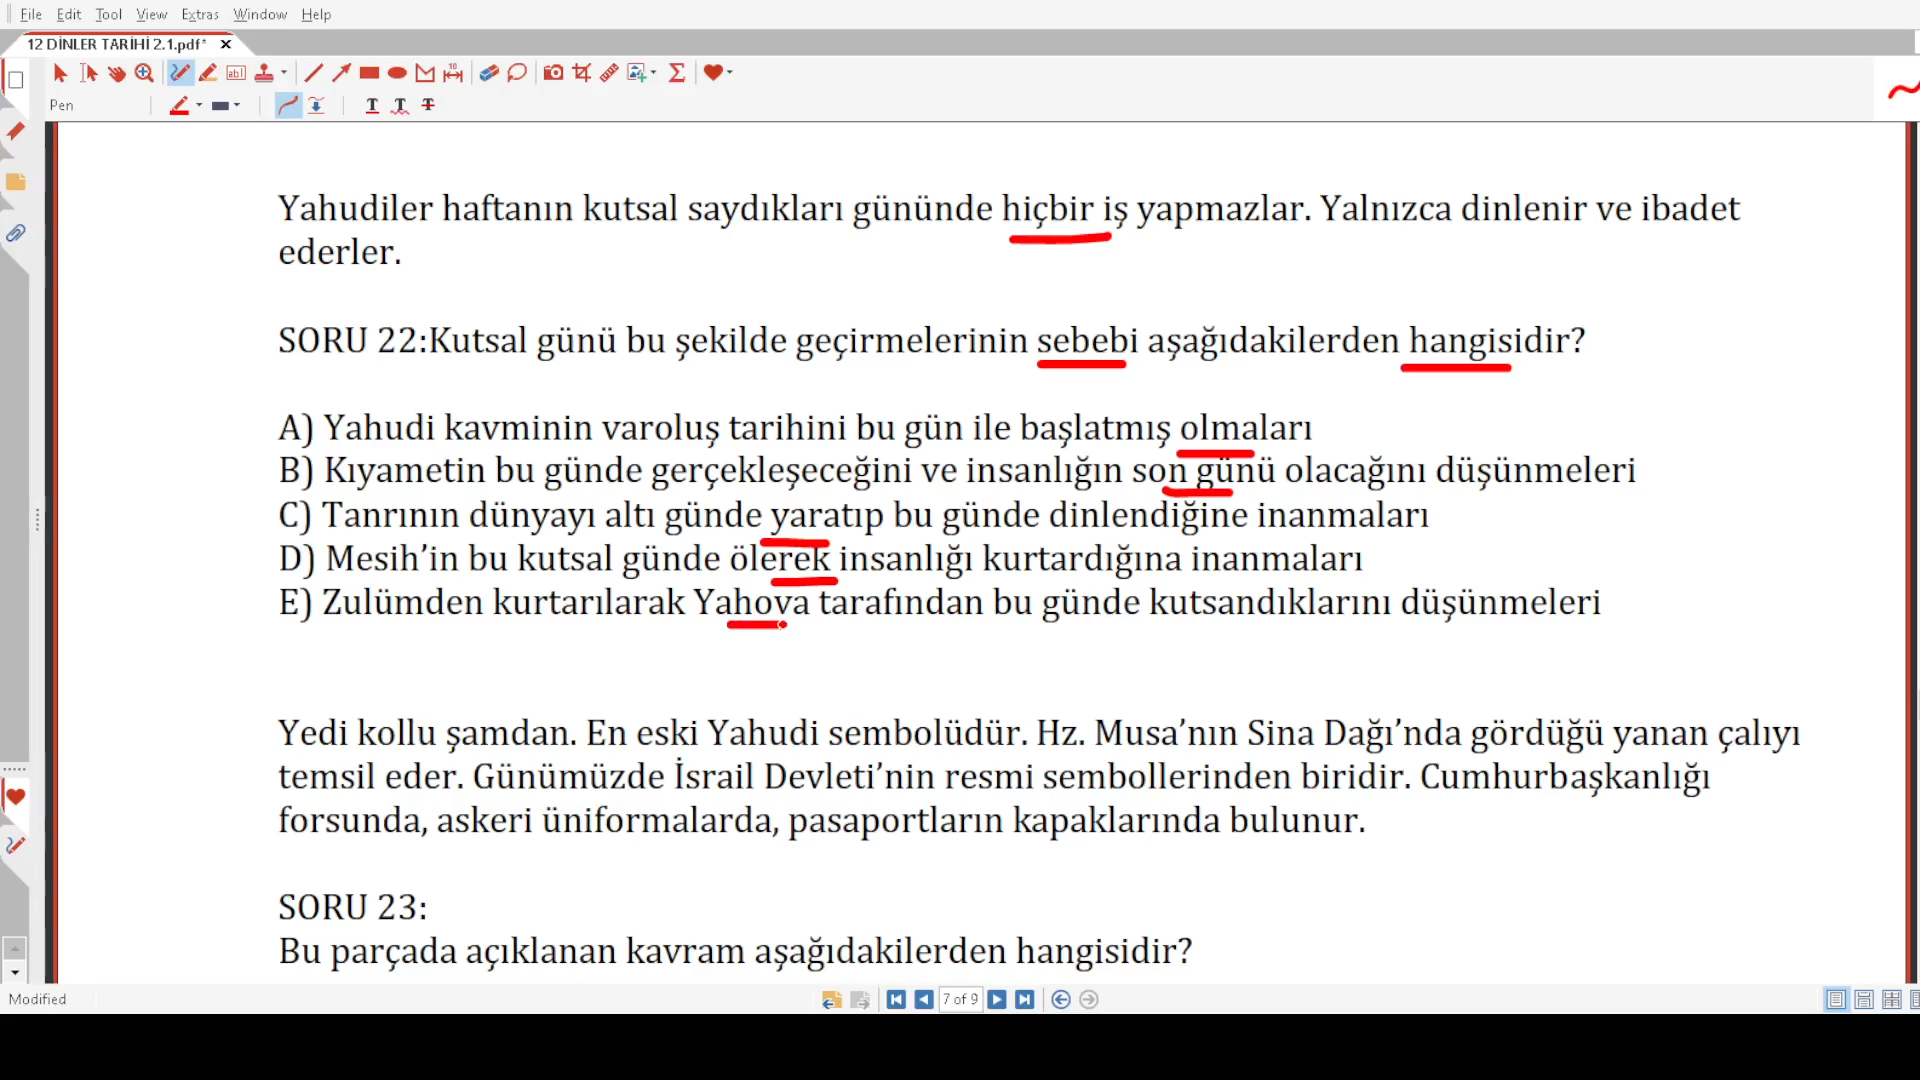 File Edit Tool View Extras Window Help
12 DİNLER TARİHİ 2.1.pdf* X
Pen
Yahudiler haftanın kutsal saydıkları gününde hiçbir iş yapmazlar. Yalnızca dinlenir ve ibadet
ederler.
SORU 22:Kutsal günü bu şekilde geçirmelerinin sebebi aşağıdakilerden hangisidir?
A) Yahudi kavminin varoluş tarihini bu gün ile başlatmış olmaları
B) Kıyametin bu günde gerçekleşeceğini ve insanlığın son günü olacağını düşünmeleri
C) Tanrının dünyayı altı günde yaratıp bu günde dinlendiğine inanmaları
D) Mesih’in bu kutsal günde ölerek insanlığı kurtardığına inanmaları
E) Zulümden kurtarılarak Yahova tarafından bu günde kutsandıklarını düşünmeleri
Yedi kollu şamdan. En eski Yahudi sembolüdür. Hz. Musa’nın Sina Dağı’nda gördüğü yanan çalıyı
temsil eder. Günümüzde İsrail Devleti’nin resmi sembollerinden biridir. Cumhurbaşkanlığı
forsunda, askeri üniformalarda, pasaportların kapaklarında bulunur.
SORU 23:
Bu parçada açıklanan kavram aşağıdakilerden hangisidir?
Modified 7 of 9